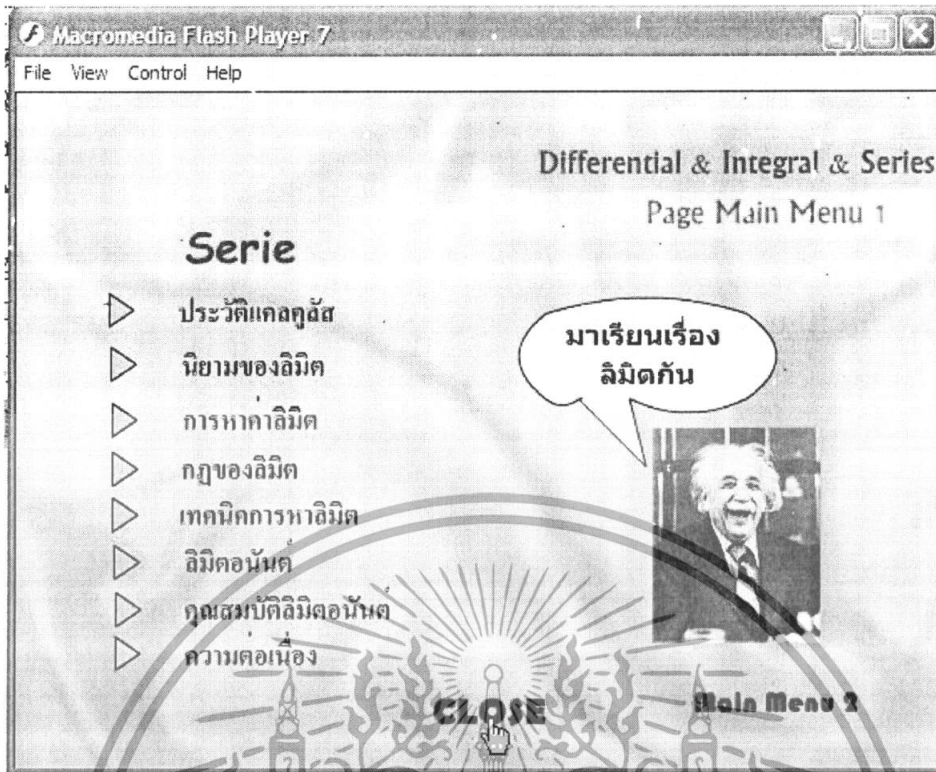 Macromedia Flash Player 7
File View Control Help
Differential & Integral & Series
Page Main Menu 1
Serie
ประวัติแคลคูลัส
นิยามของลิมิต
การหาค่าลิมิต
กฎของลิมิต
เทคนิคการหาลิมิต
ลิมิตอนันต์
คุณสมบัติลิมิตอนันต์
ความต่อเนื่อง
มาเรียนเรื่อง
ลิมิตกัน
CLOSE
Main Menu 2